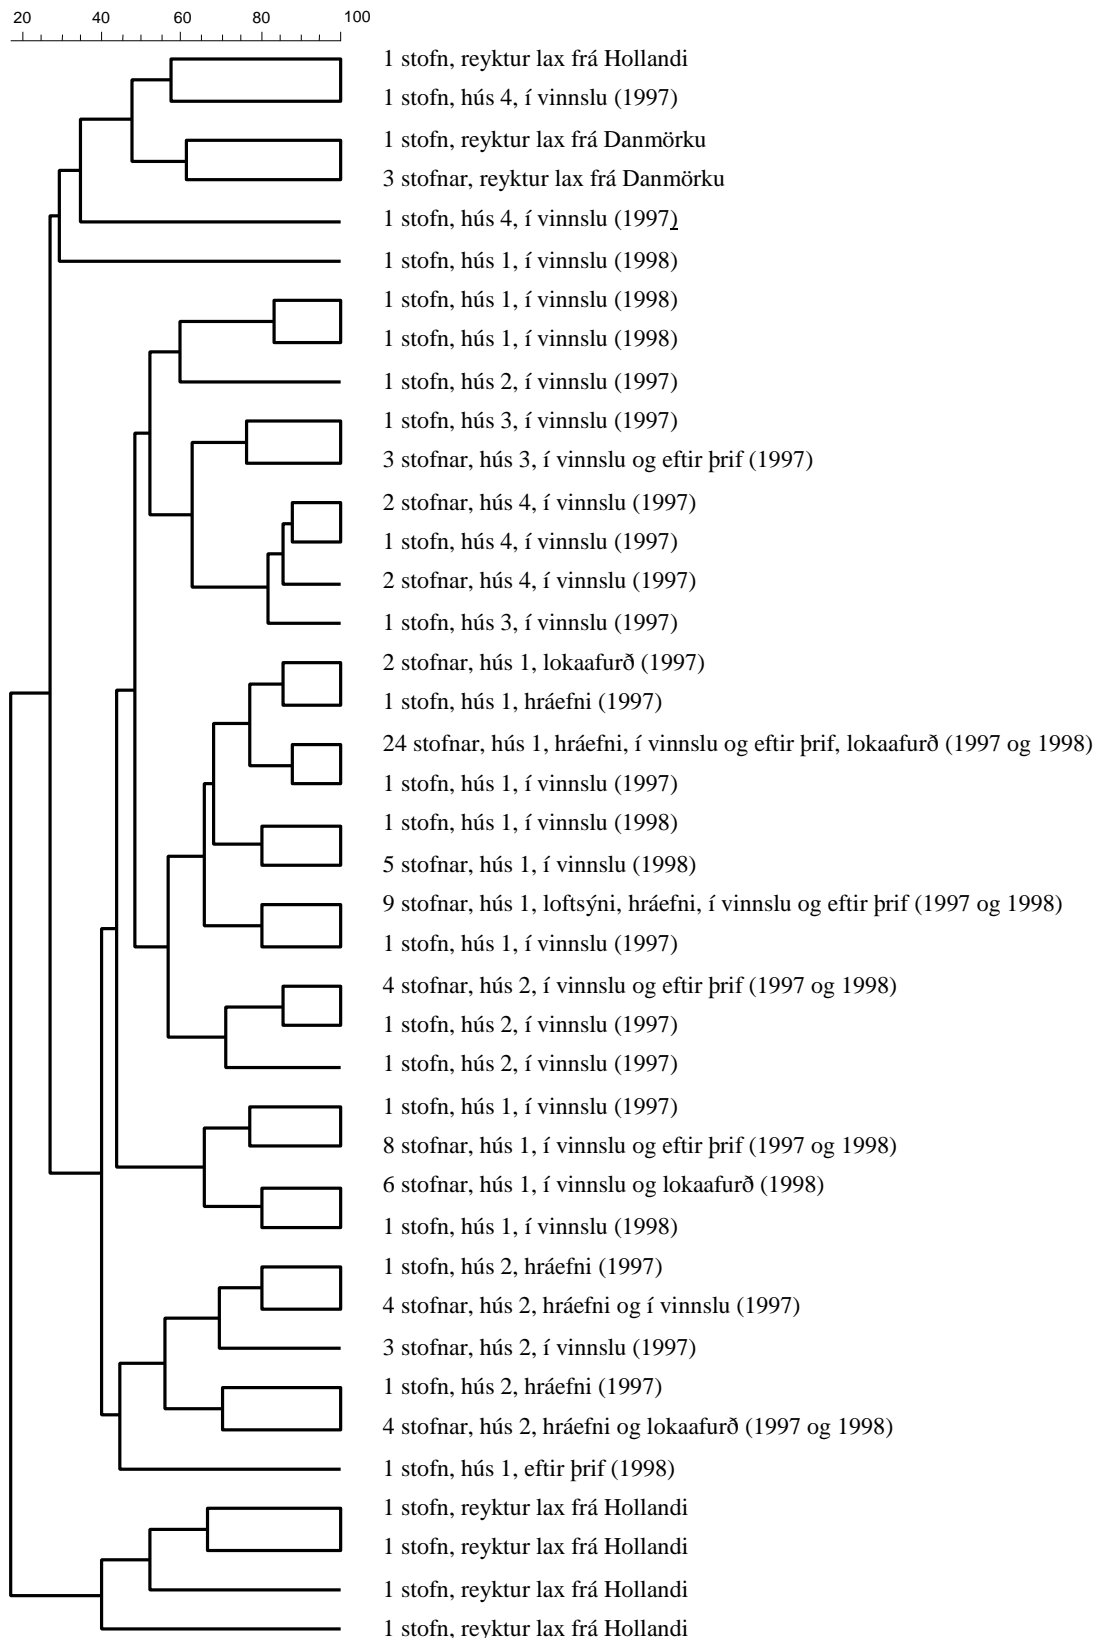 20 40 60 80 100
1 stofn, reyktur lax frá Hollandi
1 stofn, hús 4, í vinnslu (1997)
1 stofn, reyktur lax frá Danmörku
3 stofnar, reyktur lax frá Danmörku
1 stofn, hús 4, í vinnslu (1997)
1 stofn, hús 1, í vinnslu (1998)
1 stofn, hús 1, í vinnslu (1998)
1 stofn, hús 1, í vinnslu (1998)
1 stofn, hús 2, í vinnslu (1997)
1 stofn, hús 3, í vinnslu (1997)
3 stofnar, hús 3, í vinnslu og eftir þrif (1997)
2 stofnar, hús 4, í vinnslu (1997)
1 stofn, hús 4, í vinnslu (1997)
2 stofnar, hús 4, í vinnslu (1997)
1 stofn, hús 3, í vinnslu (1997)
2 stofnar, hús 1, lokaafurð (1997)
1 stofn, hús 1, hráefni (1997)
24 stofnar, hús 1, hráefni, í vinnslu og eftir þrif, lokaafurð (1997 og 1998)
1 stofn, hús 1, í vinnslu (1997)
1 stofn, hús 1, í vinnslu (1998)
5 stofnar, hús 1, í vinnslu (1998)
9 stofnar, hús 1, loftsýni, hráefni, í vinnslu og eftir þrif (1997 og 1998)
1 stofn, hús 1, í vinnslu (1997)
4 stofnar, hús 2, í vinnslu og eftir þrif (1997 og 1998)
1 stofn, hús 2, í vinnslu (1997)
1 stofn, hús 2, í vinnslu (1997)
1 stofn, hús 1, í vinnslu (1997)
8 stofnar, hús 1, í vinnslu og eftir þrif (1997 og 1998)
6 stofnar, hús 1, í vinnslu og lokaafurð (1998)
1 stofn, hús 1, í vinnslu (1998)
1 stofn, hús 2, hráefni (1997)
4 stofnar, hús 2, hráefni og í vinnslu (1997)
3 stofnar, hús 2, í vinnslu (1997)
1 stofn, hús 2, hráefni (1997)
4 stofnar, hús 2, hráefni og lokaafurð (1997 og 1998)
1 stofn, hús 1, eftir þrif (1998)
1 stofn, reyktur lax frá Hollandi
1 stofn, reyktur lax frá Hollandi
1 stofn, reyktur lax frá Hollandi
1 stofn, reyktur lax frá Hollandi